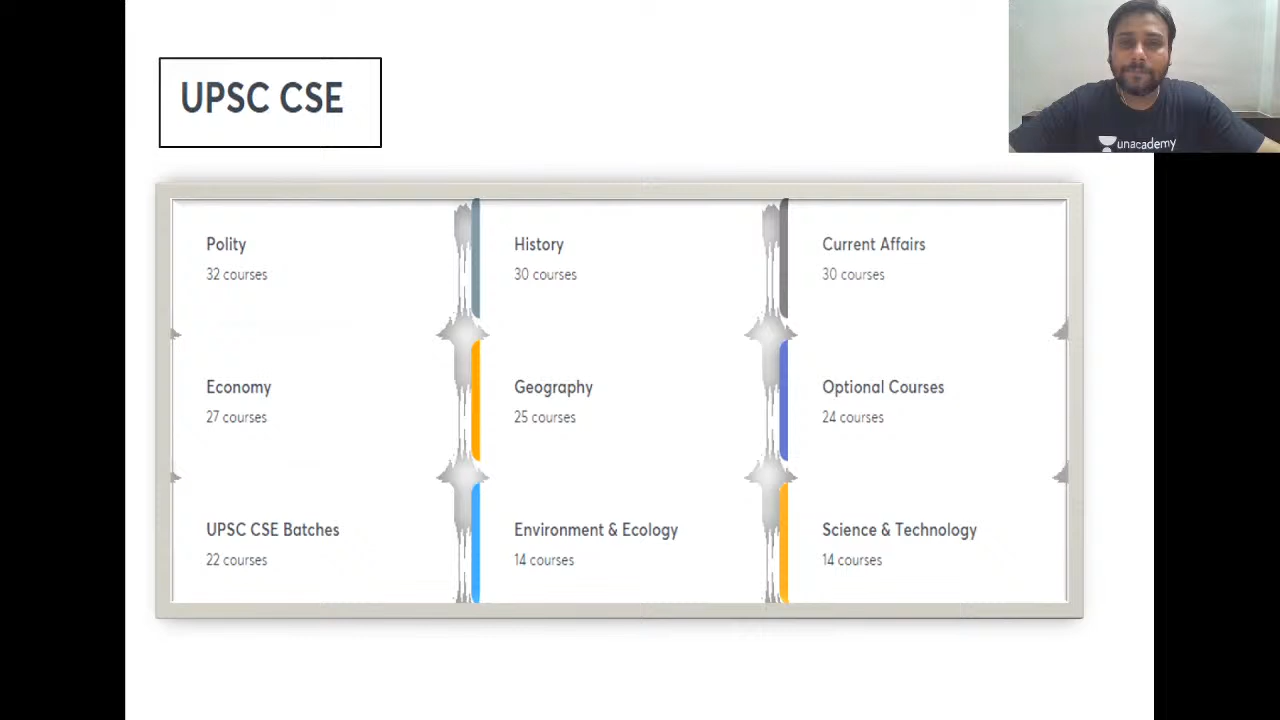 UPSC CSE
unacademy
Polity
32 courses
History
30 courses
Current Affairs
30 courses
Economy
27 courses
Geography
25 courses
Optional Courses
24 courses
UPSC CSE Batches
22 courses
Environment & Ecology
14 courses
Science & Technology
14 courses